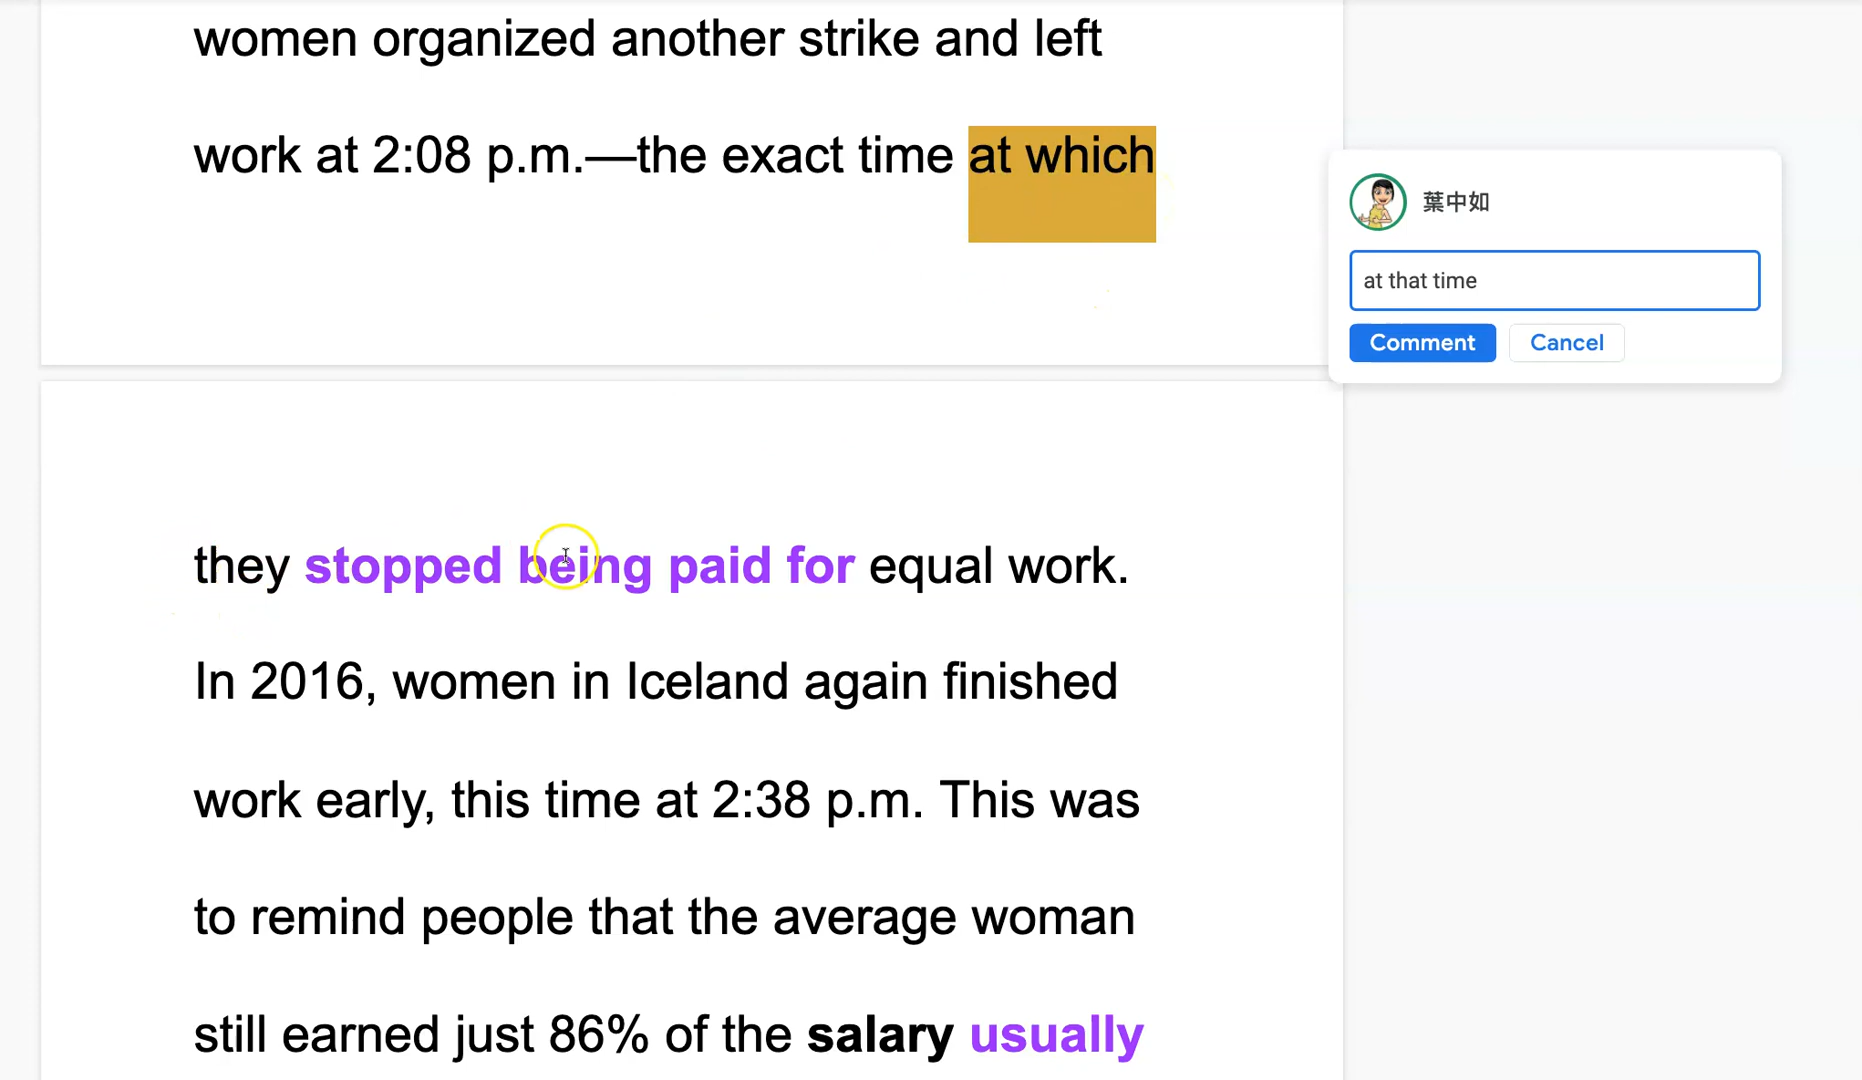 women organized another strike and left
work at 2:08 p.m.—the exact time at which
葉中如
at that time
Comment Cancel
they stopped being paid for equal work.
In 2016, women in Iceland again finished
work early, this time at 2:38 p.m. This was
to remind people that the average woman
still earned just 86% of the salary usually